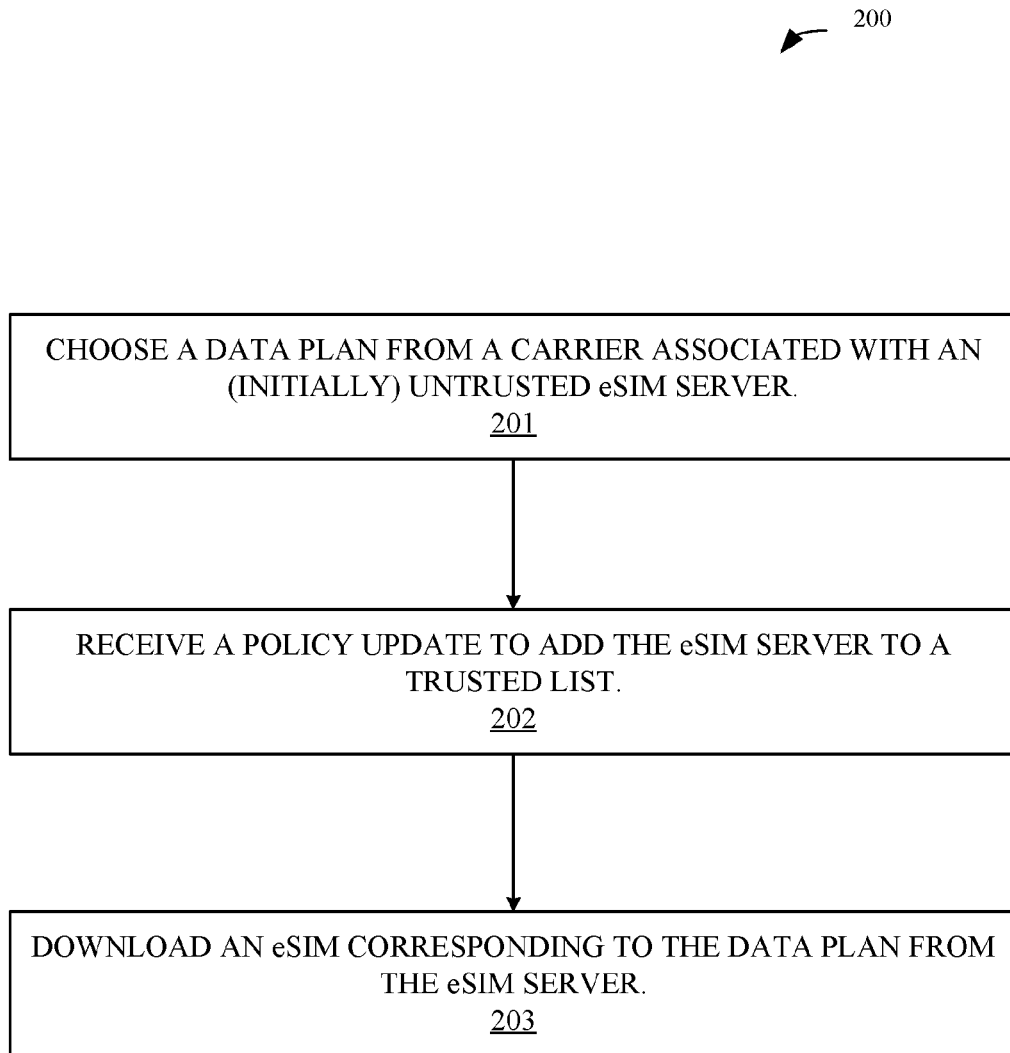 200
CHOOSE A DATA PLAN FROM A CARRIER ASSOCIATED WITH AN
(INITIALLY) UNTRUSTED eSIM SERVER.
201
RECEIVE A POLICY UPDATE TO ADD THE eSIM SERVER TO A
TRUSTED LIST.
202
DOWNLOAD AN eSIM CORRESPONDING TO THE DATA PLAN FROM
THE eSIM SERVER.
203